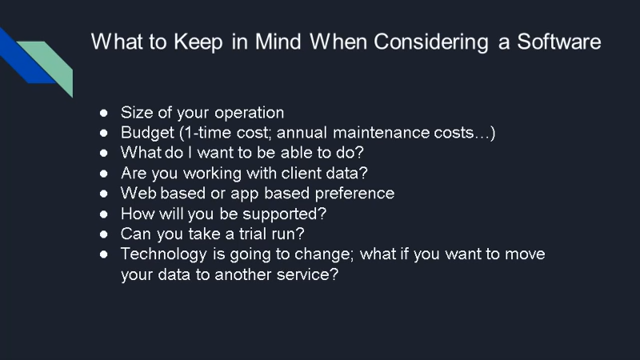 What to Keep in Mind When Considering a Software
● Size of your operation
● Budget (1-time cost; annual maintenance costs…)
● What do I want to be able to do?
● Are you working with client data?
● Web based or app based preference
● How will you be supported?
● Can you take a trial run?
● Technology is going to change; what if you want to move
your data to another service?